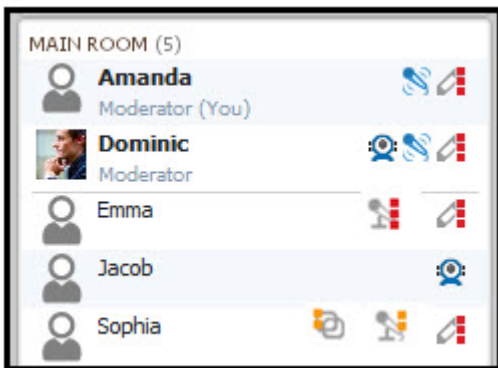 MAIN ROOM (5)
Amanda
Moderator (You)
Dominic
Moderator
Emma
Jacob
Sophia